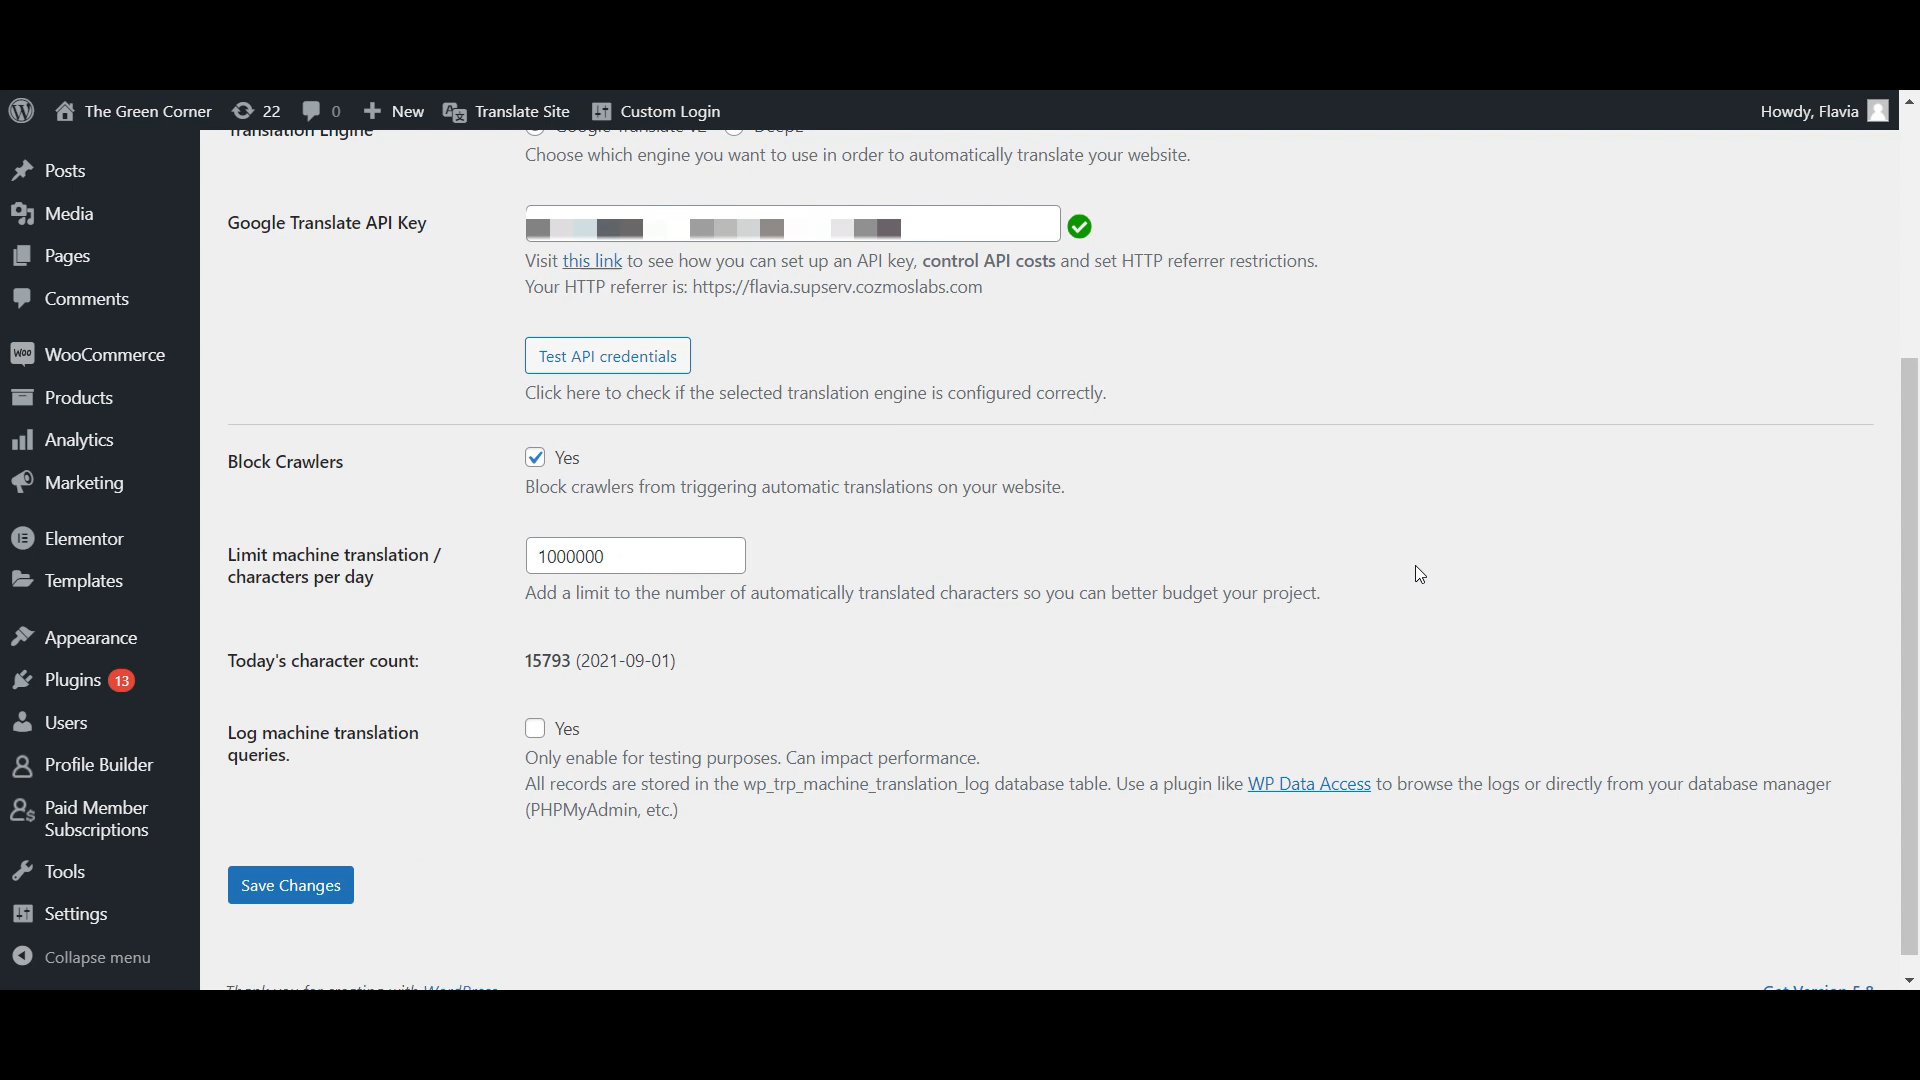 The Green Corner 22 0 New Translate Site Custom Login Howdy, Flavia
Posts
Media
Pages
Comments
WooCommerce
Products
Analytics
Marketing
Elementor
Templates
Appearance
Plugins 13
Users
Profile Builder
Paid Member
Subscriptions
Tools
Settings
Collapse menu
Translation Engine Google Translate v2 DeepL
Choose which engine you want to use in order to automatically translate your website.
Google Translate API Key
Visit this link to see how you can set up an API key, control API costs and set HTTP referrer restrictions.
Your HTTP referrer is: https://flavia.supserv.cozmoslabs.com
Test API credentials
Click here to check if the selected translation engine is configured correctly.
Block Crawlers
Yes
Block crawlers from triggering automatic translations on your website.
Limit machine translation /
characters per day
1000000
Add a limit to the number of automatically translated characters so you can better budget your project.
Today's character count:
15793 (2021-09-01)
Log machine translation
queries.
Yes
Only enable for testing purposes. Can impact performance.
All records are stored in the wp_trp_machine_translation_log database table. Use a plugin like WP Data Access to browse the logs or directly from your database manager
(PHPMyAdmin, etc.)
Save Changes
Thank you for creating with WordPress
Get Version 5.8